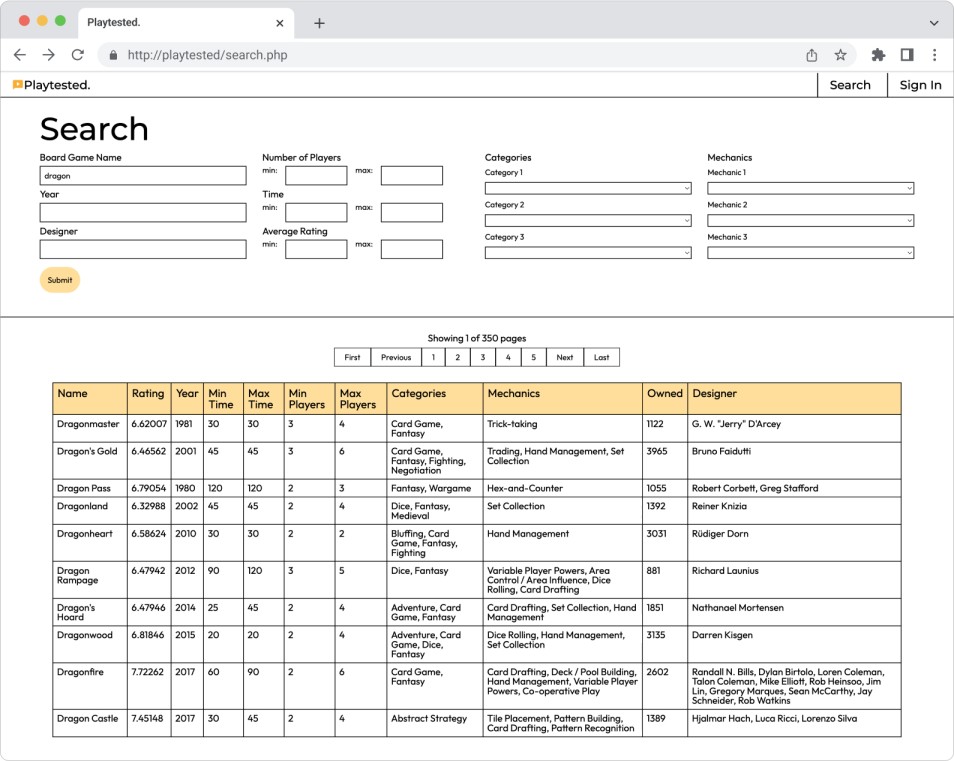 Playtested.
http://playtested/search.php
Playtested.
Search
Sign In
Search
Board Game Name
dragon
Year
Designer
Submit
Number of Players
min:
max:
Time
min:
max:
Average Rating
min:
max:
Categories
Category 1
Category 2
Category 3
Mechanics
Mechanic 1
Mechanic 2
Mechanic 3
Showing 1 of 350 pages
First Previous 1 2 3 4 5 Next Last
Name Rating Year Min Time Max Time Min Players Max Players Categories Mechanics Owned Designer
Dragonmaster 6.62007 1981 30 30 3 4 Card Game, Fantasy Trick-taking 1122 G. W. "Jerry" D'Arcey
Dragon's Gold 6.46562 2001 45 45 3 6 Card Game, Fantasy, Fighting, Negotiation Trading, Hand Management, Set Collection 3965 Bruno Faidutti
Dragon Pass 6.79054 1980 120 120 2 3 Fantasy, Wargame Hex-and-Counter 1055 Robert Corbett, Greg Stafford
Dragonland 6.32988 2002 45 45 2 4 Dice, Fantasy, Medieval Set Collection 1392 Reiner Knizia
Dragonheart 6.58624 2010 30 30 2 2 Bluffing, Card Game, Fantasy, Fighting Hand Management 3031 Rüdiger Dorn
Dragon Rampage 6.47942 2012 90 120 3 5 Dice, Fantasy Variable Player Powers, Area Control / Area Influence, Dice Rolling, Card Drafting 881 Richard Launius
Dragon's Hoard 6.47946 2014 25 45 2 4 Adventure, Card Game, Fantasy Card Drafting, Set Collection, Hand Management 1851 Nathanael Mortensen
Dragonwood 6.81846 2015 20 20 2 4 Adventure, Card Game, Dice, Fantasy Dice Rolling, Hand Management, Set Collection 3135 Darren Kisgen
Dragonfire 7.72262 2017 60 90 2 6 Card Game, Fantasy Card Drafting, Deck / Pool Building, Hand Management, Variable Player Powers, Co-operative Play 2602 Randall N. Bills, Dylan Birtolo, Loren Coleman, Talon Coleman, Mike Elliott, Rob Heinsoo, Jim Lin, Gregory Marques, Sean McCarthy, Jay Schneider, Rob Watkins
Dragon Castle 7.45148 2017 30 45 2 4 Abstract Strategy Tile Placement, Pattern Building, Card Drafting, Pattern Recognition 1389 Hjalmar Hach, Luca Ricci, Lorenzo Silva